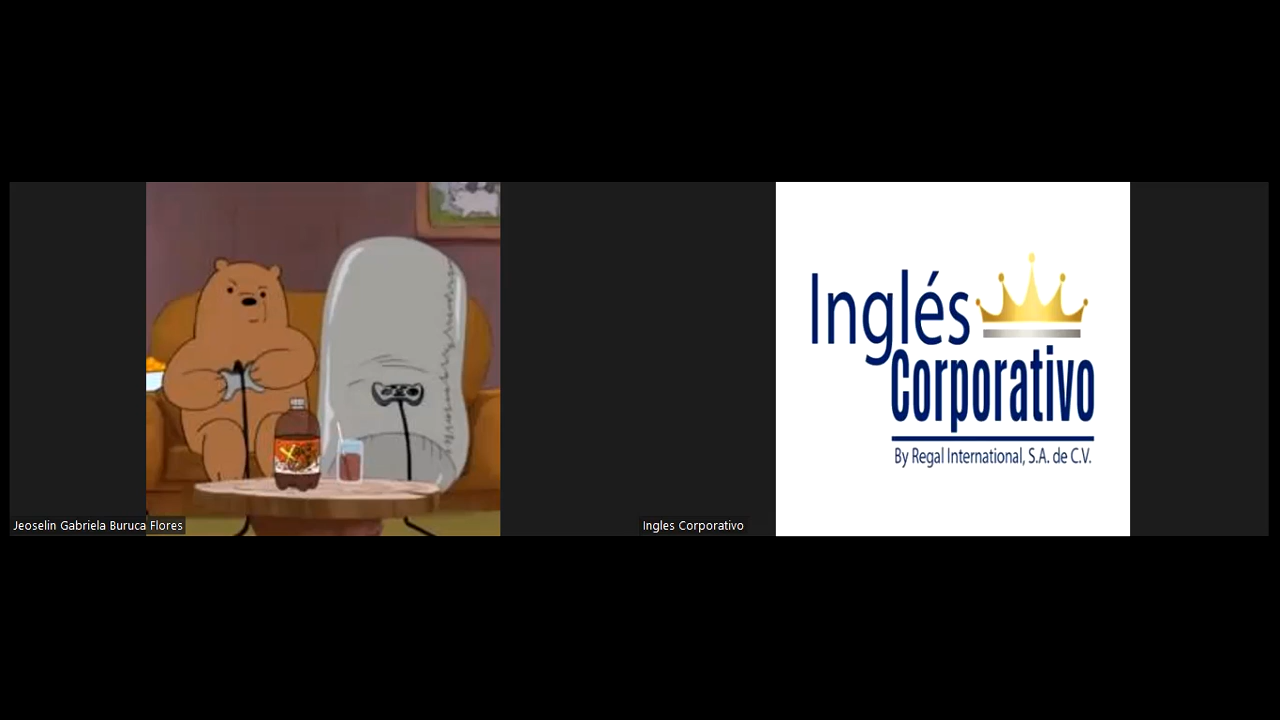 Inglés
Corporativo
By Regal International, S.A. de C.V.
Jeoselin Gabriela Buruca Flores
Ingles Corporativo